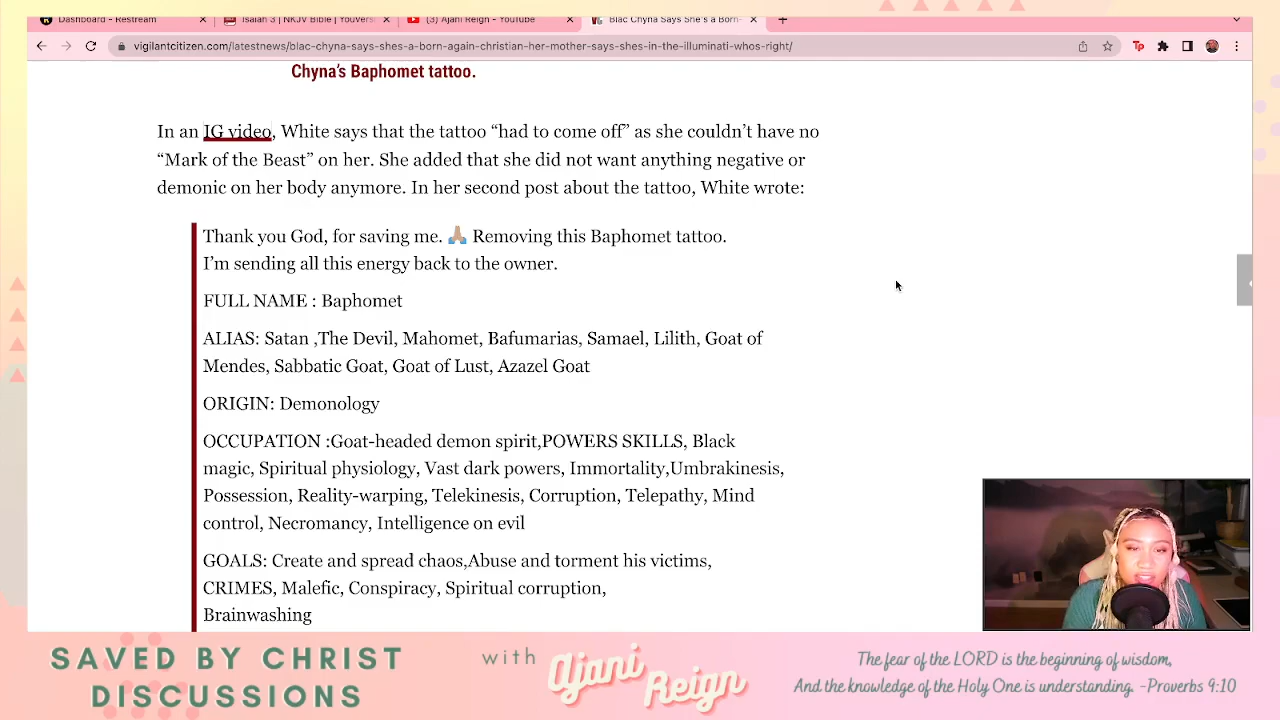 Dashboard - Restream
Isaiah 3 | NKJV Bible | YouVers
(3) Ajani Reign - YouTube
Blac Chyna Says She's a Born-
vigilantcitizen.com/latestnews/blac-chyna-says-shes-a-born-again-christian-her-mother-says-shes-in-the-illuminati-whos-right/
Tp
Chyna's Baphomet tattoo.
In an IG video, White says that the tattoo “had to come off” as she couldn't have no
“Mark of the Beast” on her. She added that she did not want anything negative or
demonic on her body anymore. In her second post about the tattoo, White wrote:
Thank you God, for saving me. 🙏🏽 Removing this Baphomet tattoo.
I'm sending all this energy back to the owner.
FULL NAME : Baphomet
ALIAS: Satan ,The Devil, Mahomet, Bafumarias, Samael, Lilith, Goat of
Mendes, Sabbatic Goat, Goat of Lust, Azazel Goat
ORIGIN: Demonology
OCCUPATION :Goat-headed demon spirit,POWERS SKILLS, Black
magic, Spiritual physiology, Vast dark powers, Immortality,Umbrakinesis,
Possession, Reality-warping, Telekinesis, Corruption, Telepathy, Mind
control, Necromancy, Intelligence on evil
GOALS: Create and spread chaos,Abuse and torment his victims,
CRIMES, Malefic, Conspiracy, Spiritual corruption,
Brainwashing
SAVED BY CHRIST
DISCUSSIONS
with
Ajani
Reign
The fear of the LORD is the beginning of wisdom,
And the knowledge of the Holy One is understanding. -Proverbs 9:10